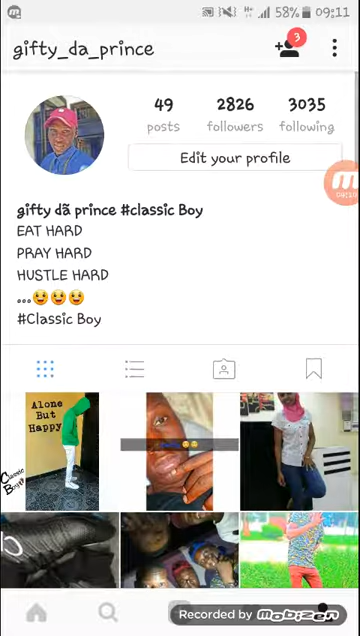 58% 09:11
gifty_da_prince
3
49 2826 3035
posts followers following
Edit your profile
gifty dã prince #classic Boy
EAT HARD
PRAY HARD
HUSTLE HARD
...😃😃😃
#Classic Boy
Alone
But
Happy
Classic
Boy
Recorded by mobizen